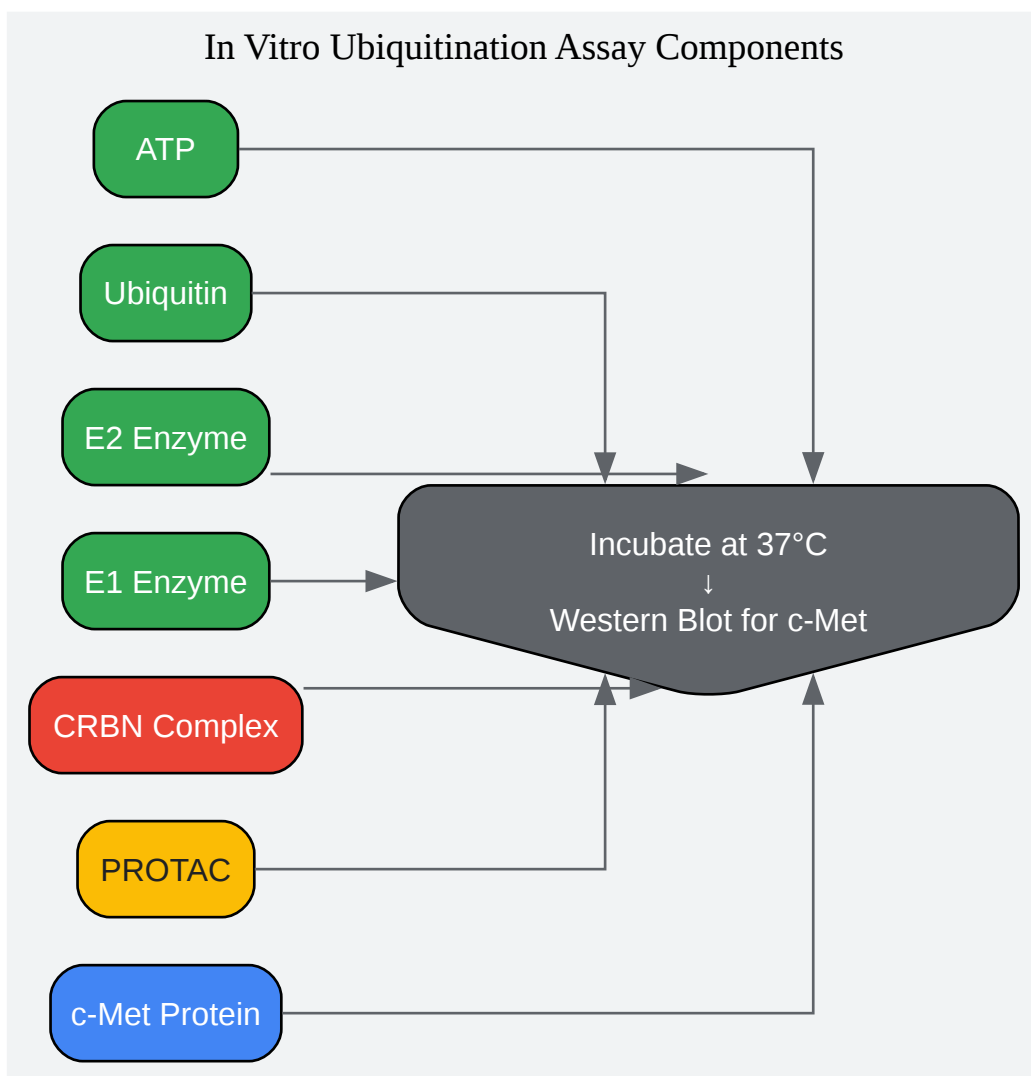 In Vitro Ubiquitination Assay Components
ATP
Ubiquitin
E2 Enzyme
E1 Enzyme
Incubate at 37°C
↓
Western Blot for c-Met
CRBN Complex
PROTAC
c-Met Protein